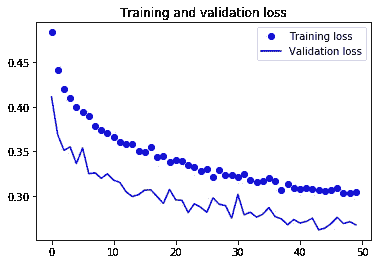 Training and validation loss
Training loss
Validation loss
0.45
0.40
0.35
0.30
0 10 20 30 40 50